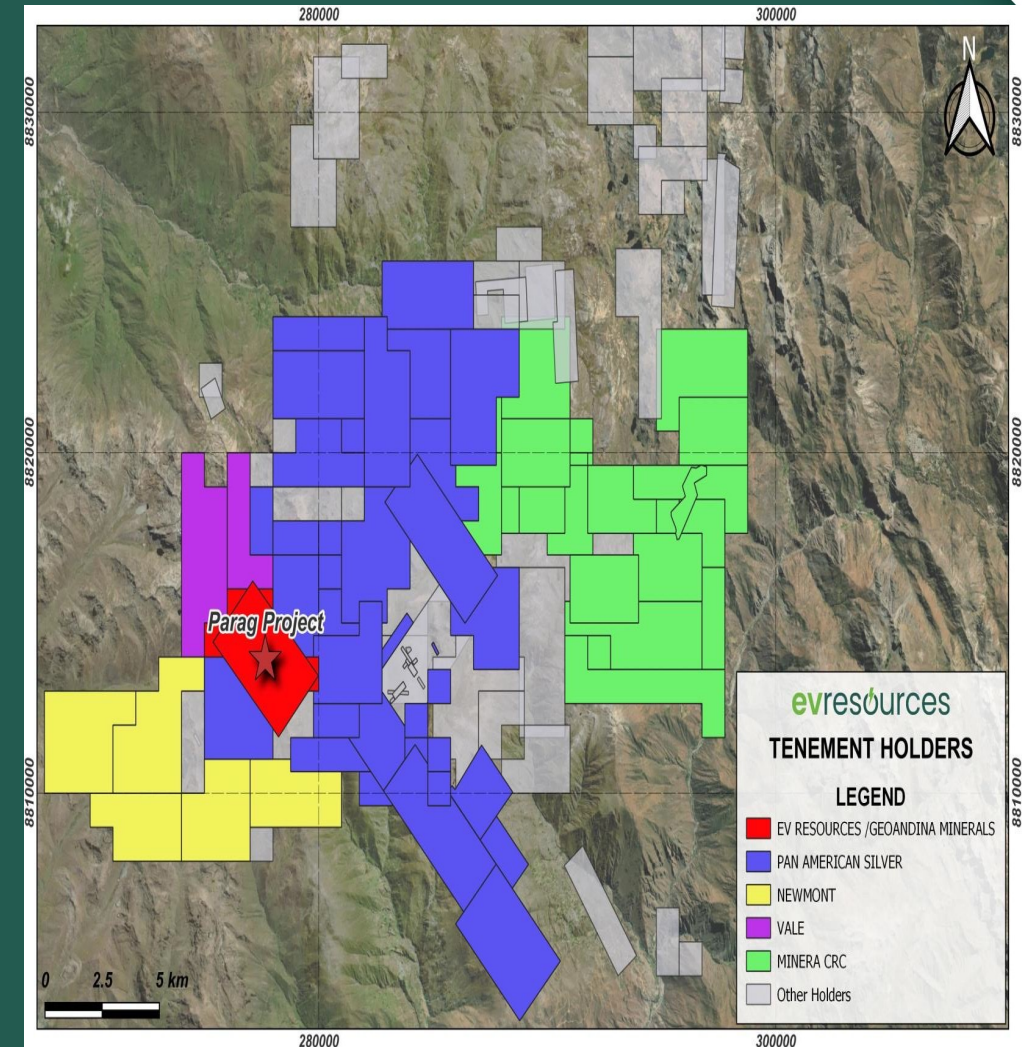 280000
300000
N
8830000
8830000
8820000
8820000
Parag Project
8810000
8810000
evresources
TENEMENT HOLDERS
LEGEND
EV RESOURCES /GEOANDINA MINERALS
PAN AMERICAN SILVER
NEWMONT
VALE
MINERA CRC
Other Holders
0 2.5 5 km
280000
300000